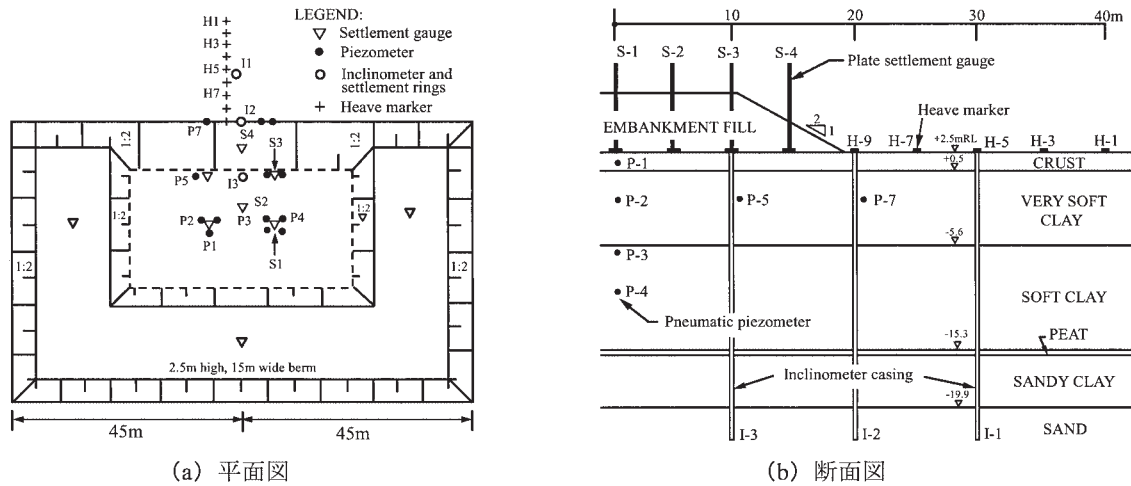 H1
H3
H5
I1
H7
LEGEND:
Settlement gauge
Piezometer
Inclinometer and
settlement rings
Heave marker
P7
I2
S4
S3
1:2
1:2
P5
I3
1:2
P2
S2
P3
P4
1:2
P1
S1
1:2
1:2
2.5m high, 15m wide berm
45m
45m
(a) 平面図
10
20
30
40m
S-1
S-2
S-3
S-4
Plate settlement gauge
2
1
Heave marker
EMBANKMENT FILL
H-9
H-7
+2.5mRL
H-5
H-3
H-1
P-1
+0.5
CRUST
P-2
P-5
P-7
VERY SOFT
CLAY
-5.6
P-3
P-4
SOFT CLAY
Pneumatic piezometer
-15.3
PEAT
Inclinometer casing
SANDY CLAY
-19.9
I-3
I-2
I-1
SAND
(b) 断面図